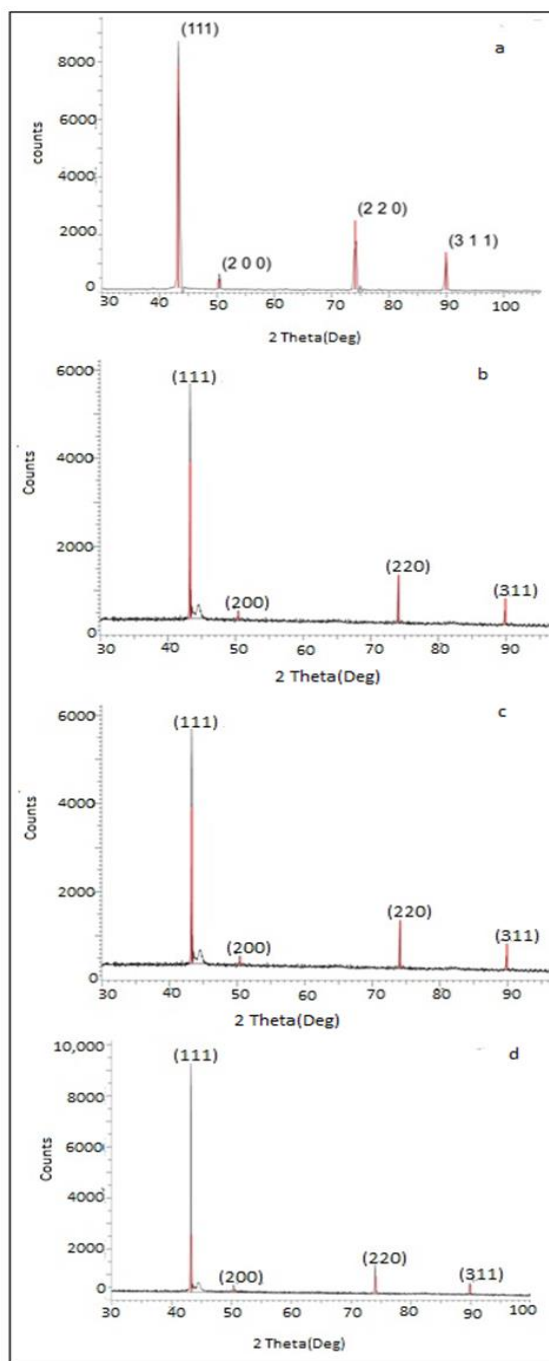 (111)
a
8000
6000
counts
4000
(2 2 0)
2000
(3 1 1)
(2 0 0)
0
30 40 50 60 70 80 90 100
2 Theta(Deg)
b
6000
(111)
4000
Counts
2000
(220)
(200)
(311)
0
30 40 50 60 70 80 90
2 Theta(Deg)
c
6000
(111)
4000
Counts
2000
(220)
(200)
(311)
0
30 40 50 60 70 80 90
2 Theta(Deg)
d
10,000
(111)
8000
6000
Counts
4000
2000
(220)
(200)
(311)
0
30 40 50 60 70 80 90 100
2 Theta(Deg)